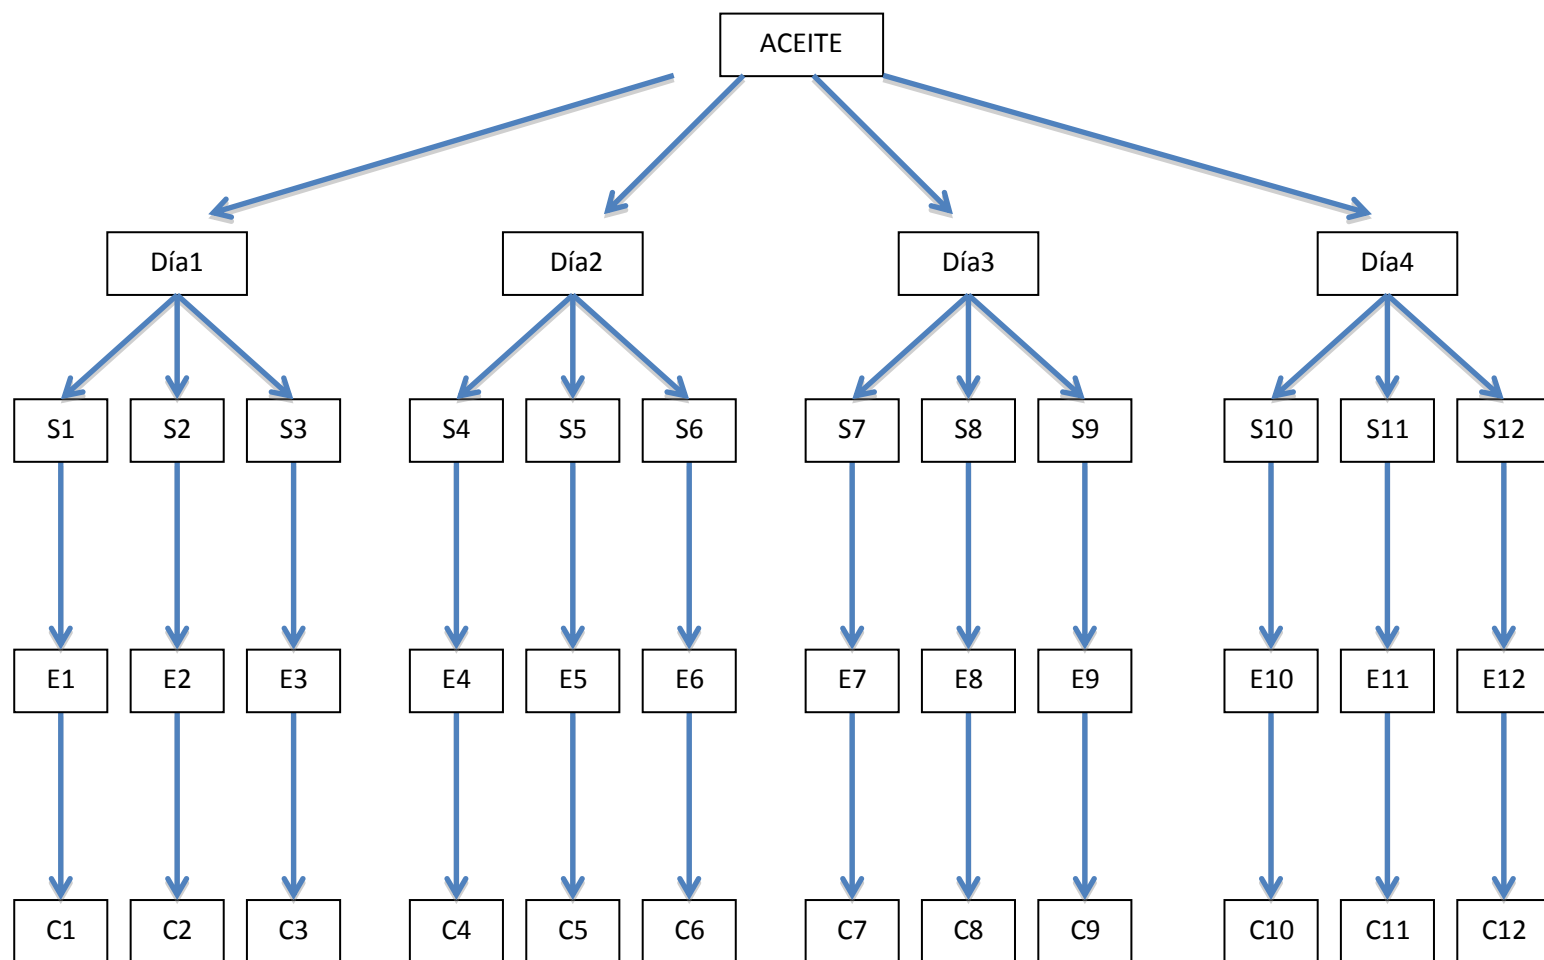 ACEITE
Día1 Día2 Día3 Día4
S1 S2 S3 S4 S5 S6 S7 S8 S9 S10 S11 S12
E1 E2 E3 E4 E5 E6 E7 E8 E9 E10 E11 E12
C1 C2 C3 C4 C5 C6 C7 C8 C9 C10 C11 C12